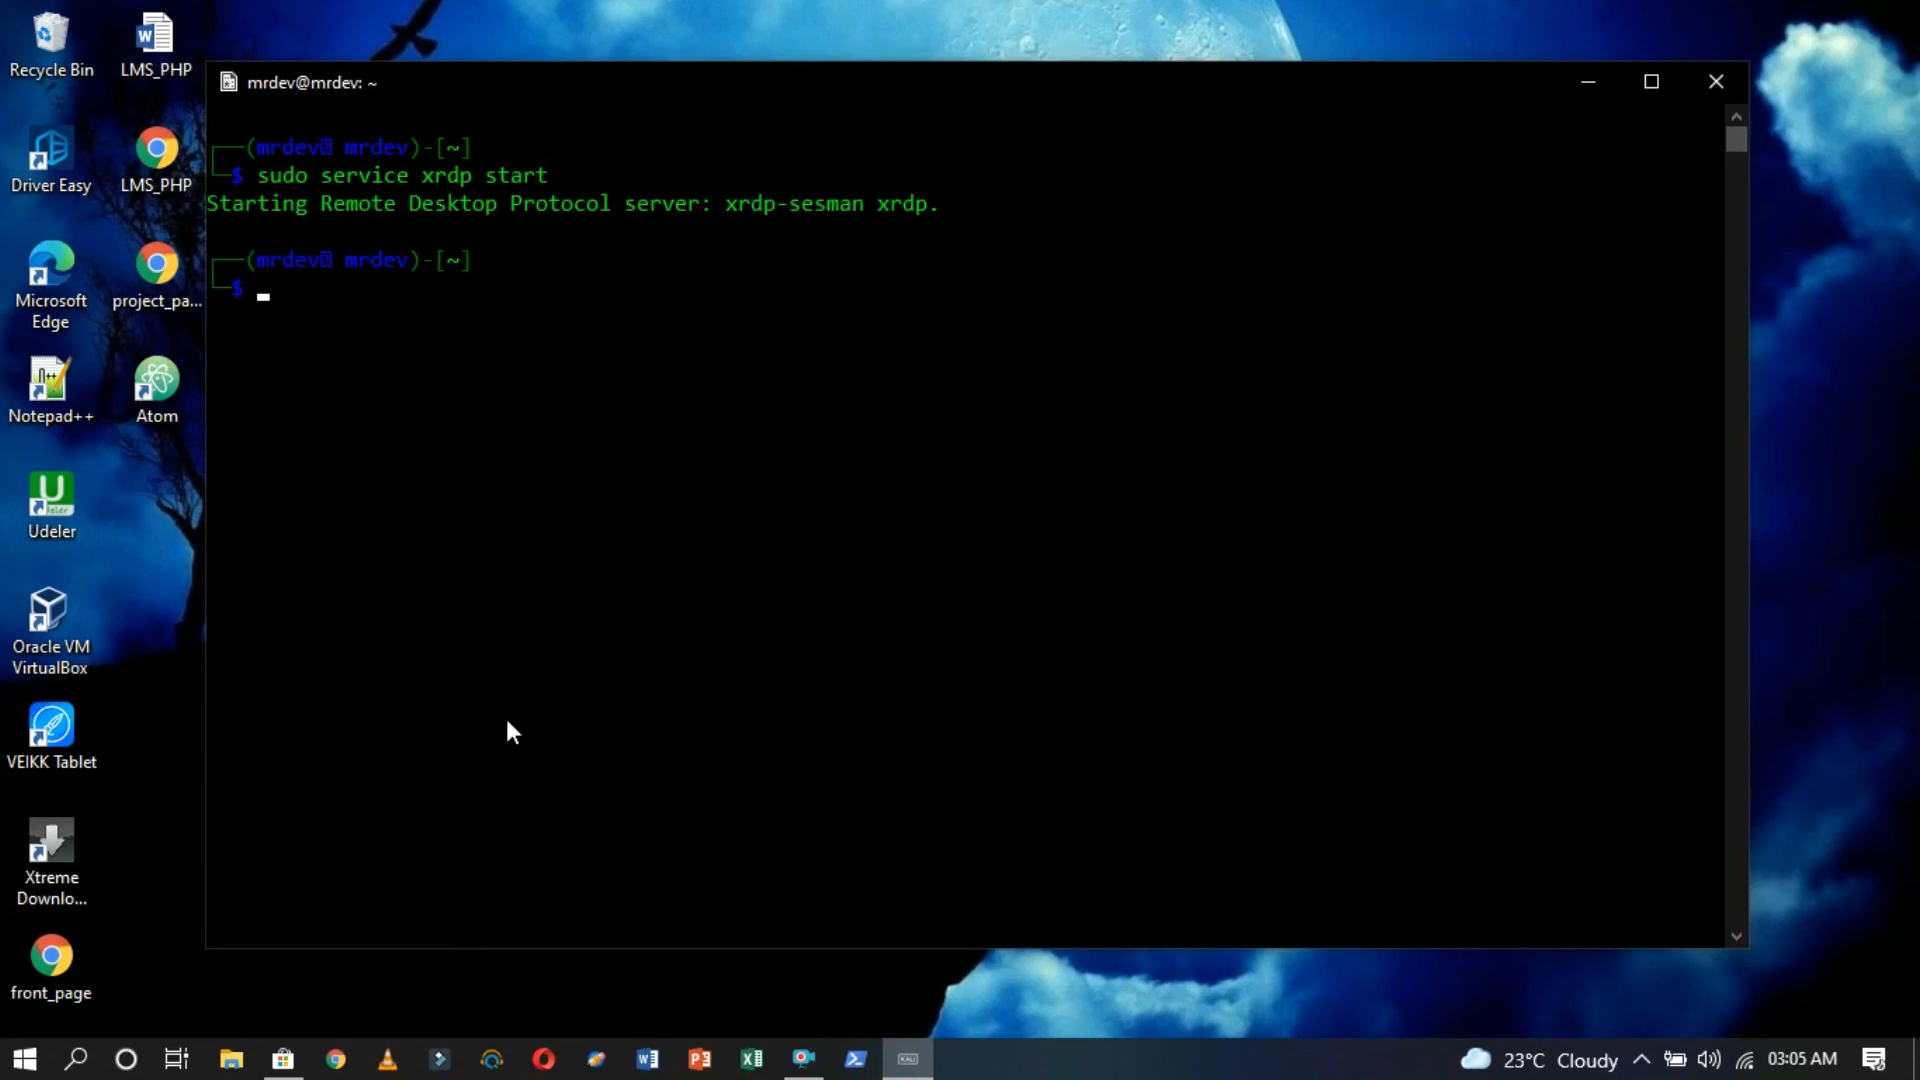 Recycle Bin
LMS_PHP
Driver Easy
LMS_PHP
Microsoft
Edge
project_pa...
Notepad++
Atom
Udeler
Oracle VM
VirtualBox
VEIKK Tablet
Xtreme
Downlo...
front_page
mrdev@mrdev: ~
(mrdev mrdev)-[~]
$ sudo service xrdp start
Starting Remote Desktop Protocol server: xrdp-sesman xrdp.
(mrdev mrdev)-[~]
$
23°C Cloudy
03:05 AM